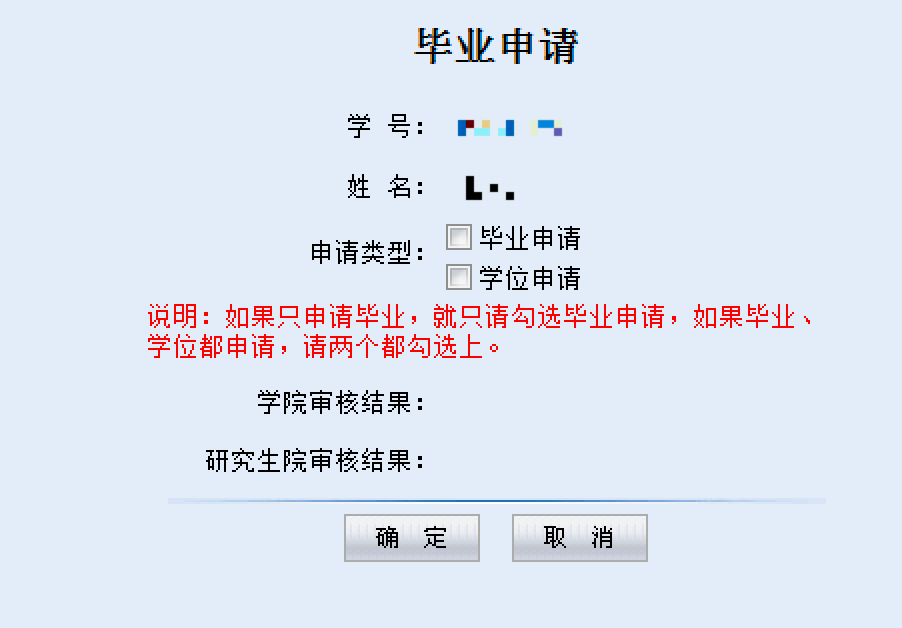 毕业申请
学 号：
姓 名：
申请类型：
毕业申请
学位申请
说明：如果只申请毕业，就只请勾选毕业申请，如果毕业、
学位都申请，请两个都勾选上。
学院审核结果：
研究生院审核结果：
确 定 取 消